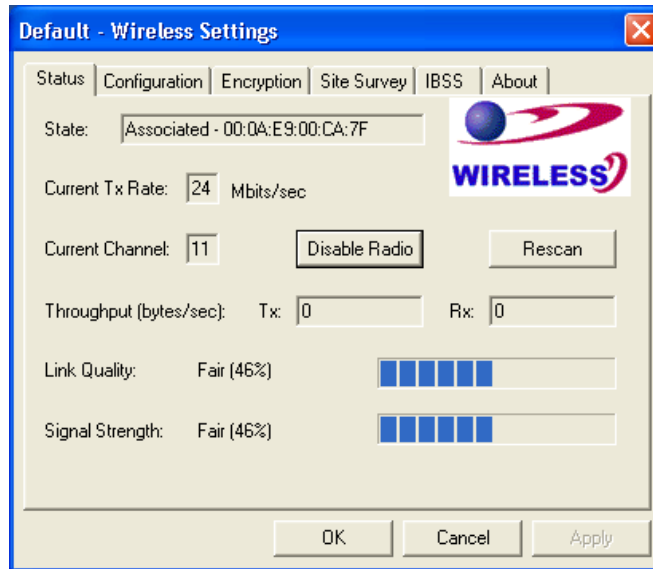 Default - Wireless Settings
Status Configuration Encryption Site Survey IBSS About
State: Associated - 00:0A:E9:00:CA:7F
WIRELESS
Current Tx Rate: 24 Mbits/sec
Current Channel: 11 Disable Radio Rescan
Throughput (bytes/sec): Tx: 0 Rx: 0
Link Quality: Fair (46%)
Signal Strength: Fair (46%)
OK Cancel Apply